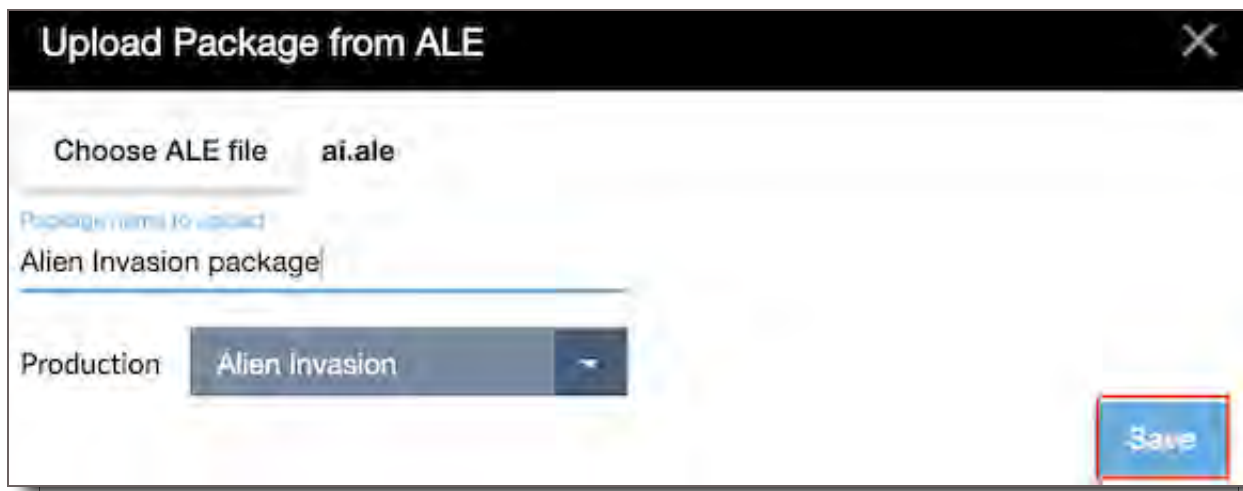 Upload Package from ALE
Choose ALE file ai.ale
Package name to upload
Alien Invasion package
Production Alien Invasion
Save